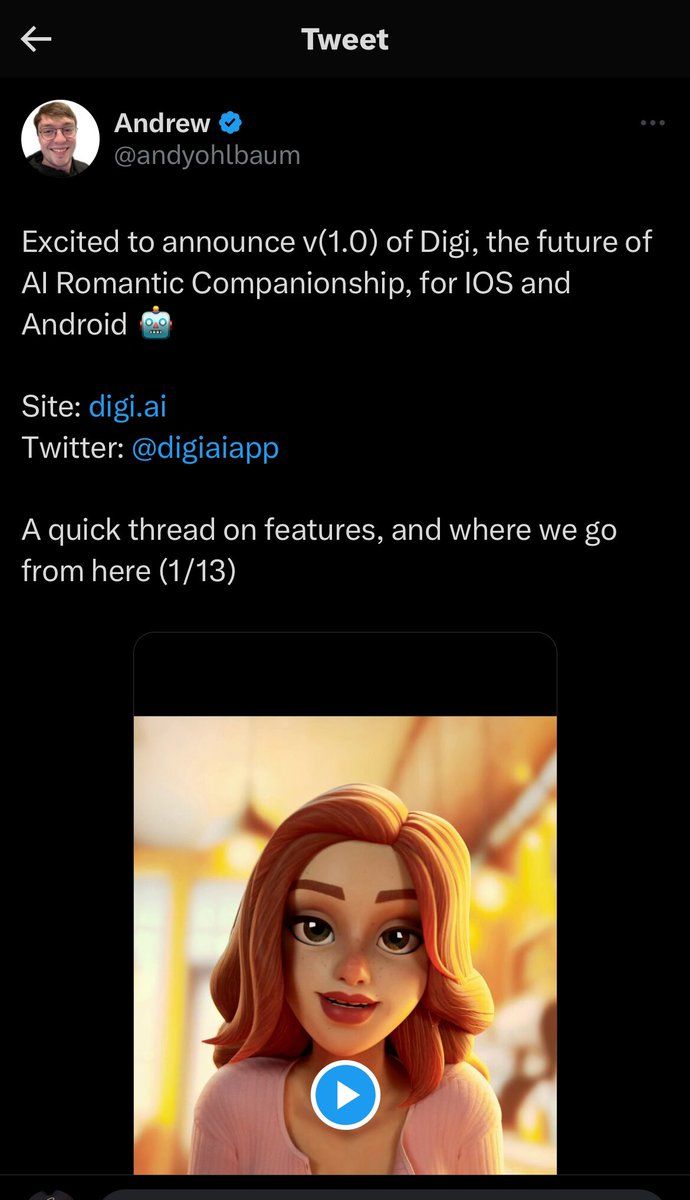 Tweet
Andrew
@andyohlbaum
Excited to announce v(1.0) of Digi, the future of
AI Romantic Companionship, for IOS and
Android 🤖
Site: digi.ai
Twitter: @digiaiapp
A quick thread on features, and where we go
from here (1/13)